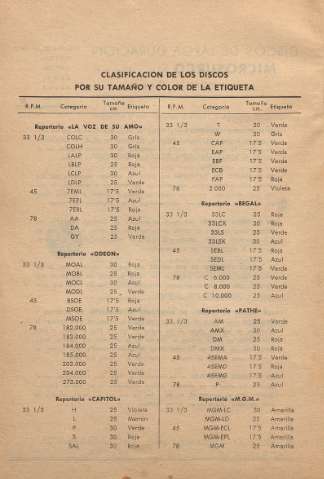 CLASIFICACION DE LOS DISCOS
POR SU TAMAÑO Y COLOR DE LA ETIQUETA
R.P.M. Categoría Tamaño cm. Etiqueta
Repertorio «LA VOZ DE SU AMO»
33 1/3 COLC 30 Gris
COLH 30 Gris
LALP 30 Roja
LBLP 25 Roja
LCLP 30 Azul
LDLP 25 Verde
45 7EML 17'5 Verde
7EPL 17'5 Azul
7ERL 17'5 Roja
78 AA 25 Azul
DA 25 Roja
GY 25 Verde
Repertorio «ODEON»
33 1/3 MOAL 30 Roja
MOBL 25 Roja
MOCL 30 Azul
MODL 25 Verde
45 BSOE 17'5 Roja
DSOE 17'5 Azul
MSOE 17'5 Verde
78 182.000 25 Verde
183.000 25 Verde
184.000 25 Azul
185.000 25 Azul
203.000 25 Verde
204.000 25 Verde
273.000 25 Verde
Repertorio «CAPITOL»
33 1/3 H 25 Violeta
L 25 Marrón
P 30 Verde
S 30 Roja
SAL 30 Roja
R.P.M. Categoría Tamaño cm. Etiqueta
33 1/3 T 30 Verde
W 30 Gris
45 CAP 17'5 Verde
EAP 17'5 Verde
EBF 17'5 Verde
ECB 17'5 Verde
FAP 17'5 Roja
78 2.000 25 Violeta
Repertorio «REGAL»
33 1/3 33LC 30 Roja
33LCX 30 Roja
33LS 25 Verde
33LSX 30 Azul
45 SEBL 17'5 Roja
SEDL 17'5 Azul
SEML 17'5 Verde
78 C 6.000 25 Verde
C 8.000 25 Verde
C 10.000 25 Azul
Repertorio «PATHE»
33 1/3 AM 25 Verde
AMX 30 Azul
DM 25 Roja
DMX 30 Roja
45 45EMA 17'5 Verde
45EMD 17'5 Roja
45EMG 17'5 Azul
78 P 25 Azul
Repertorio «M.G.M.»
33 1/3 MGM-LC 30 Amarilla
MGM-LD 25 Amarilla
45 MGM-ECL 17'5 Amarilla
MGM-EPL 17'5 Amarilla
78 MGM 25 Amarilla